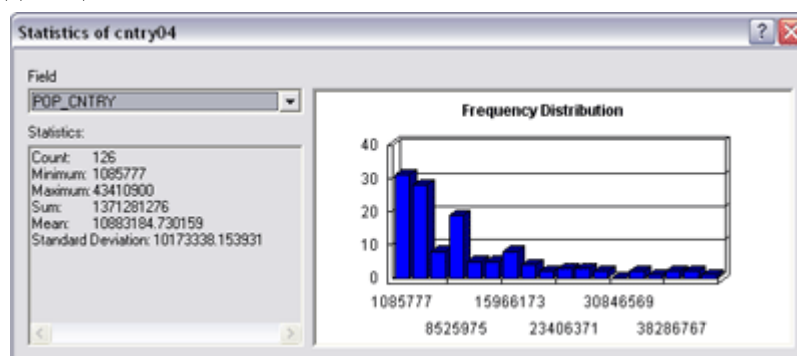 Statistics of cntry04
Field
POP_CNTRY
Statistics:
Count: 126
Minimum: 1085777
Maximum: 43410900
Sum: 1371281276
Mean: 10883184.730159
Standard Deviation: 10173338.153931
Frequency Distribution
40
30
20
10
0
1085777 15966173 30846569
8525975 23406371 38286767